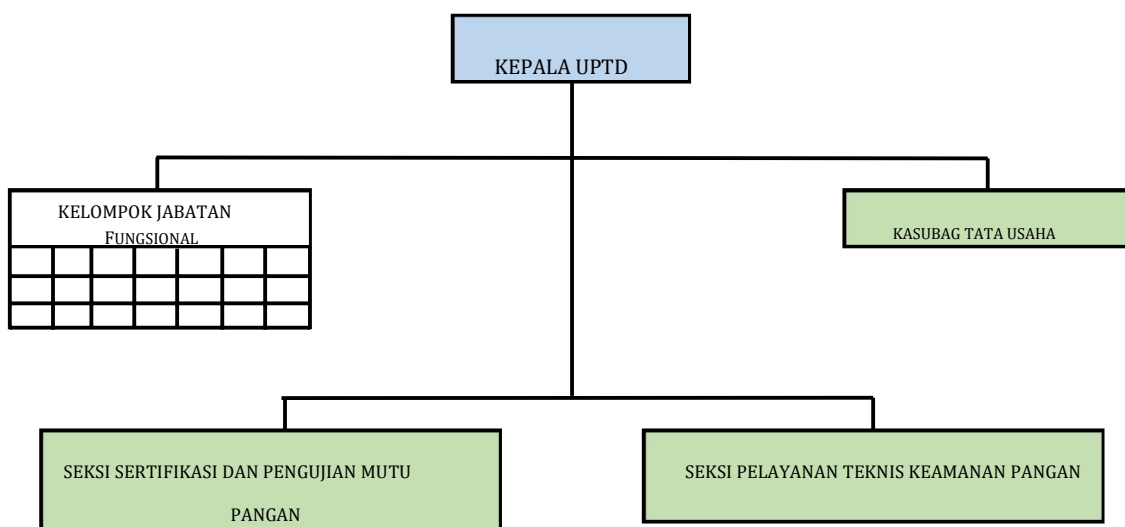 KEPALA UPTD
KELOMPOK JABATAN
FUNGSIONAL
KASUBAG TATA USAHA
SEKSI SERTIFIKASI DAN PENGUJIAN MUTU
PANGAN
SEKSI PELAYANAN TEKNIS KEAMANAN PANGAN